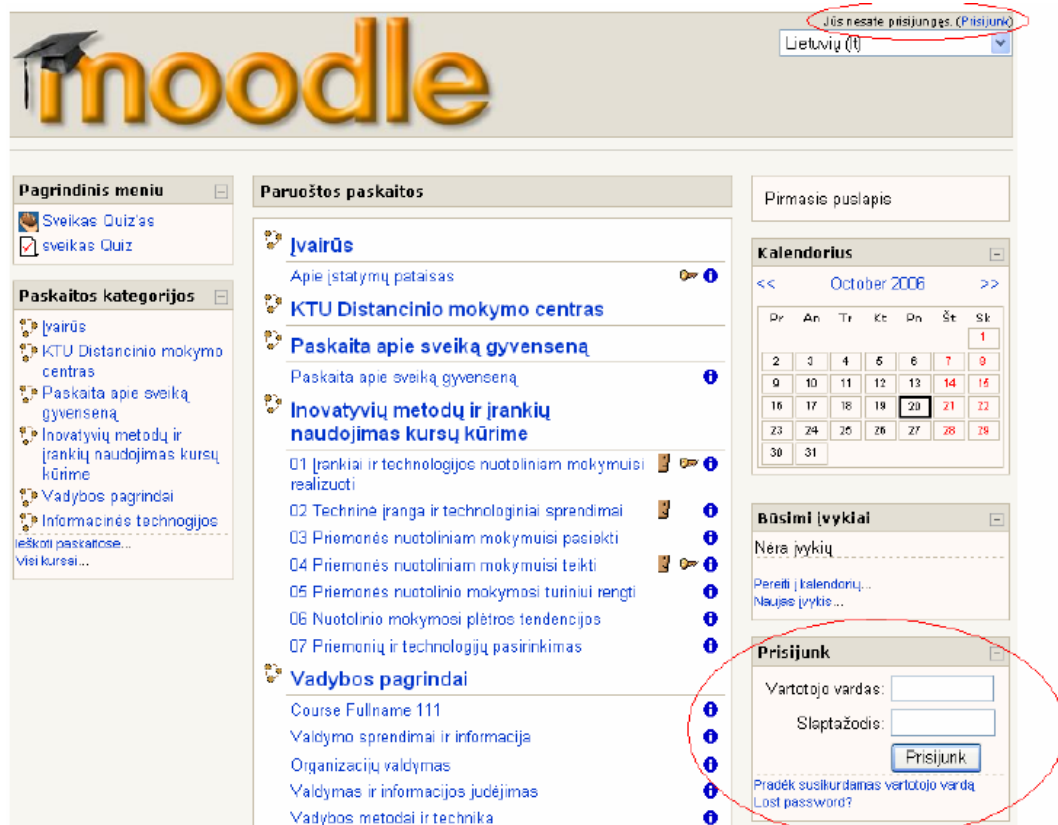 Jūs nesate prisijungęs. (Prisijunk)
Lietuvių (lt)
moodle
Pagrindinis meniu
Sveikas Quiz'as
sveikas Quiz
Paskaitos kategorijos
Įvairūs
KTU Distancinio mokymo
centras
Paskaita apie sveiką
gyvenseną
Inovatyvių metodų ir
įrankių naudojimas kursų
kūrime
Vadybos pagrindai
Informacinės technogijos
Ieškoti paskaitose...
Visi kursai...
Paruoštos paskaitos
Įvairūs
Apie įstatymų pataisas
KTU Distancinio mokymo centras
Paskaita apie sveiką gyvenseną
Paskaita apie sveiką gyvenseną
Inovatyvių metodų ir įrankių
naudojimas kursų kūrime
01 Įrankiai ir technologijos nuotoliniam mokymuisi
realizuoti
02 Techninė įranga ir technologiniai sprendimai
03 Priemonės nuotoliniam mokymuisi pasiekti
04 Priemonės nuotoliniam mokymuisi teikti
05 Priemonės nuotolinio mokymosi turiniui rengti
06 Nuotolinio mokymosi plėtros tendencijos
07 Priemonių ir technologijų pasirinkimas
Vadybos pagrindai
Course Fullname 111
Valdymo sprendimai ir informacija
Organizacijų valdymas
Valdymas ir informacijos judėjimas
Vadybos metodai ir technika
Pirmasis puslapis
Kalendorius
<< October 2006 >>
Pr An Tr Kt Pn Št Sk
1
2 3 4 5 6 7 8
9 10 11 12 13 14 15
16 17 18 19 20 21 22
23 24 25 26 27 28 29
30 31
Būsimi įvykiai
Nėra įvykių
Pereiti į kalendorių...
Naujas įvykis...
Prisijunk
Vartotojo vardas:
Slaptažodis:
Prisijunk
Pradėk susikurdamas vartotojo vardą
Lost password?